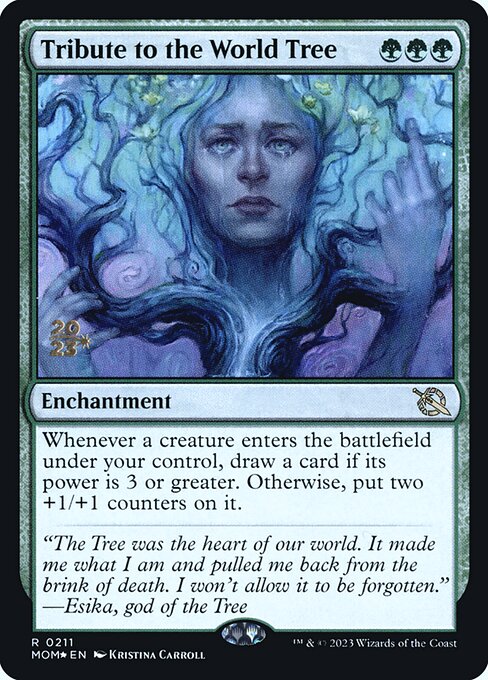 Tribute to the World Tree
20
23*
Enchantment
Whenever a creature enters the battlefield
under your control, draw a card if its
power is 3 or greater. Otherwise, put two
+1/+1 counters on it.
“The Tree was the heart of our world. It made
me what I am and pulled me back from the
brink of death. I won’t allow it to be forgotten.”
—Esika, god of the Tree
R 0211
MOM★EN Kristina Carroll
™ & © 2023 Wizards of the Coast